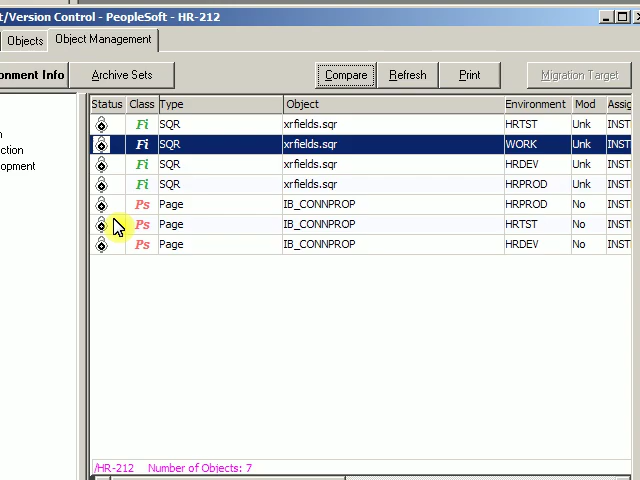 t/Version Control - PeopleSoft - HR-212
Objects Object Management
onment Info Archive Sets Compare Refresh Print Migration Target
Status Class Type Object Environment Mod Assig
Fi SQR xrfields.sqr HRTST Unk INST
Fi SQR xrfields.sqr WORK Unk INST
Fi SQR xrfields.sqr HRDEV Unk INST
Fi SQR xrfields.sqr HRPROD Unk INST
Ps Page IB_CONNPROP HRPROD No INST
Ps Page IB_CONNPROP HRTST No INST
Ps Page IB_CONNPROP HRDEV No INST
n
ction
opment
/HR-212 Number of Objects: 7